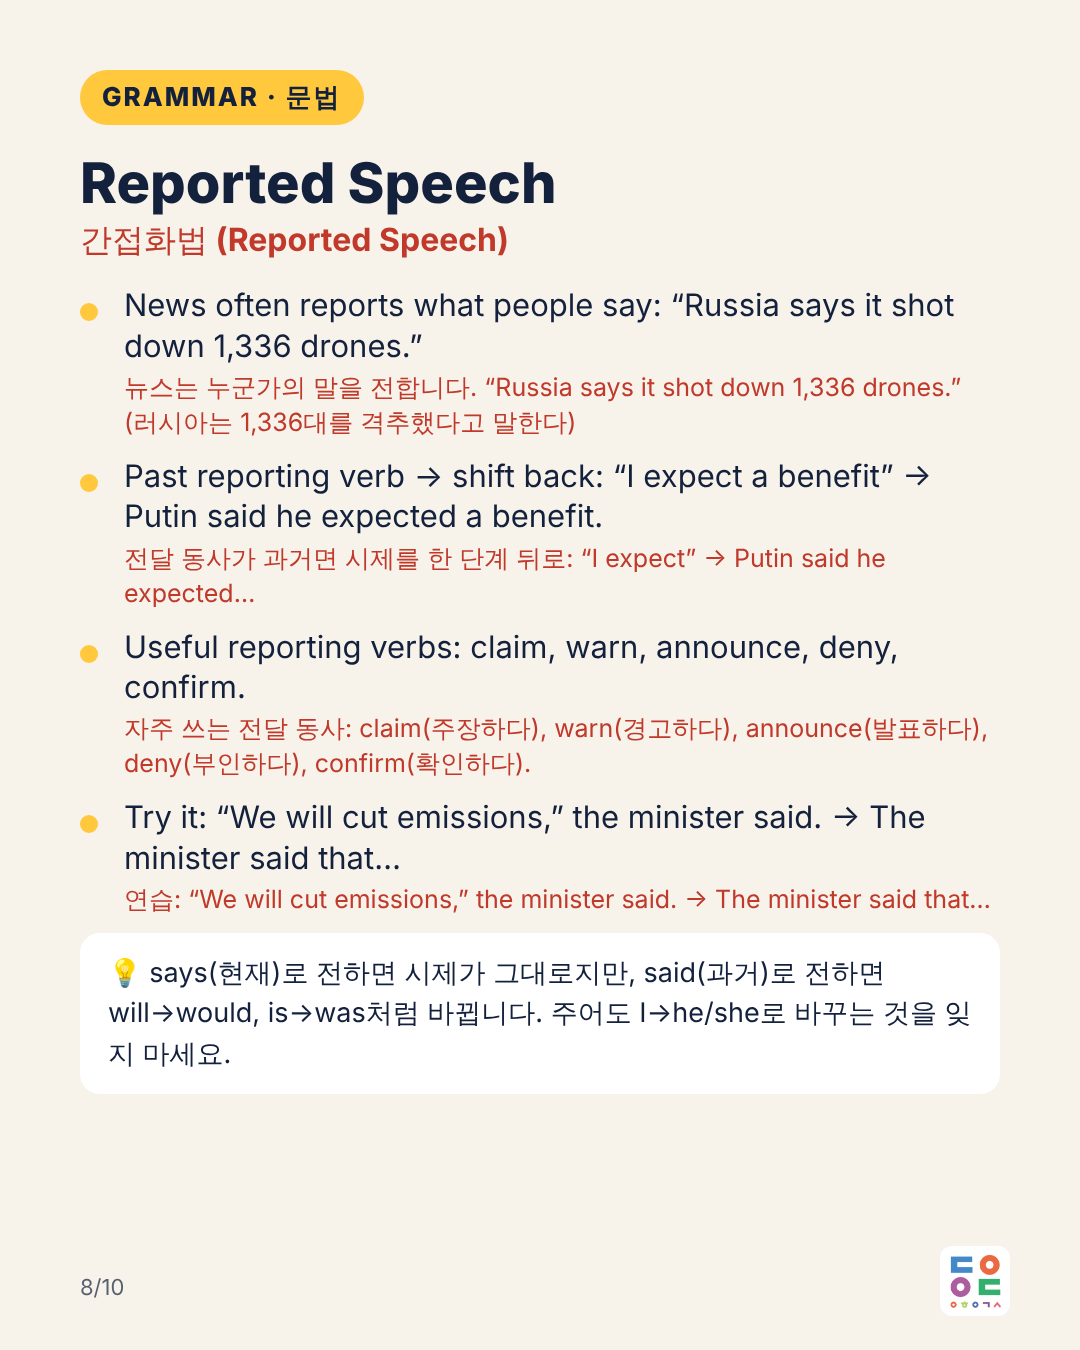 GRAMMAR · 문법
Reported Speech
간접화법 (Reported Speech)
News often reports what people say: “Russia says it shot
down 1,336 drones.”
뉴스는 누군가의 말을 전합니다. “Russia says it shot down 1,336 drones.”
(러시아는 1,336대를 격추했다고 말한다)
Past reporting verb → shift back: “I expect a benefit” →
Putin said he expected a benefit.
전달 동사가 과거면 시제를 한 단계 뒤로: “I expect” → Putin said he
expected…
Useful reporting verbs: claim, warn, announce, deny,
confirm.
자주 쓰는 전달 동사: claim(주장하다), warn(경고하다), announce(발표하다),
deny(부인하다), confirm(확인하다).
Try it: “We will cut emissions,” the minister said. → The
minister said that…
연습: “We will cut emissions,” the minister said. → The minister said that…
💡 says(현재)로 전하면 시제가 그대로지만, said(과거)로 전하면
will→would, is→was처럼 바뀝니다. 주어도 I→he/she로 바꾸는 것을 잊
지 마세요.
8/10